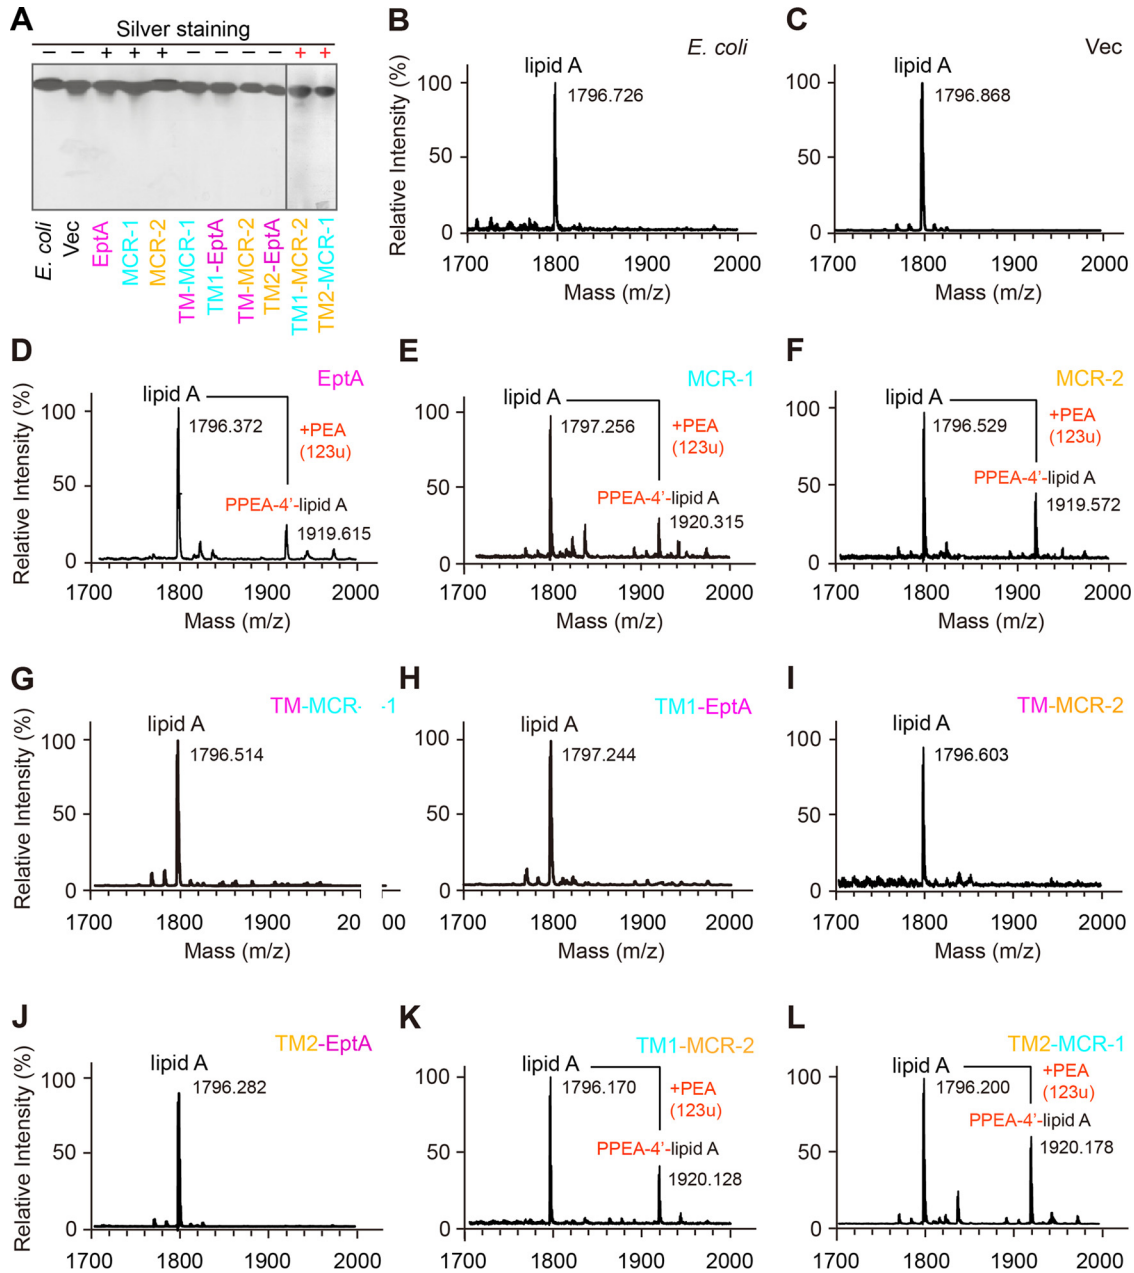 A
Silver staining
− − + + + − − − − + +
E. coli
Vec
EptA
MCR-1
MCR-2
TM-MCR-1
TM1-EptA
TM-MCR-2
TM2-EptA
TM1-MCR-2
TM2-MCR-1
B
E. coli
Relative Intensity (%)
lipid A
1796.726
100
50
0
1700 1800 1900 2000
Mass (m/z)
C
Vec
lipid A
1796.868
100
50
0
1700 1800 1900 2000
Mass (m/z)
D
EptA
Relative Intensity (%)
lipid A
1796.372
+PEA
(123u)
PPEA-4'-lipid A
1919.615
100
50
0
1700 1800 1900 2000
Mass (m/z)
E
MCR-1
lipid A
1797.256
+PEA
(123u)
PPEA-4'-lipid A
1920.315
100
50
0
1700 1800 1900 2000
Mass (m/z)
F
MCR-2
lipid A
1796.529
+PEA
(123u)
PPEA-4'-lipid A
1919.572
100
50
0
1700 1800 1900 2000
Mass (m/z)
G
TM-MCR- -1
Relative Intensity (%)
lipid A
1796.514
100
50
0
1700 1800 1900 20 00
Mass (m/z)
H
TM1-EptA
lipid A
1797.244
100
50
0
1700 1800 1900 2000
Mass (m/z)
I
TM-MCR-2
lipid A
1796.603
100
50
0
1700 1800 1900 2000
Mass (m/z)
J
TM2-EptA
Relative Intensity (%)
lipid A
1796.282
100
50
0
1700 1800 1900 2000
K
TM1-MCR-2
lipid A
1796.170
+PEA
(123u)
PPEA-4'-lipid A
1920.128
100
50
0
1700 1800 1900 2000
L
TM2-MCR-1
lipid A
1796.200
+PEA
(123u)
PPEA-4'-lipid A
1920.178
100
50
0
1700 1800 1900 2000